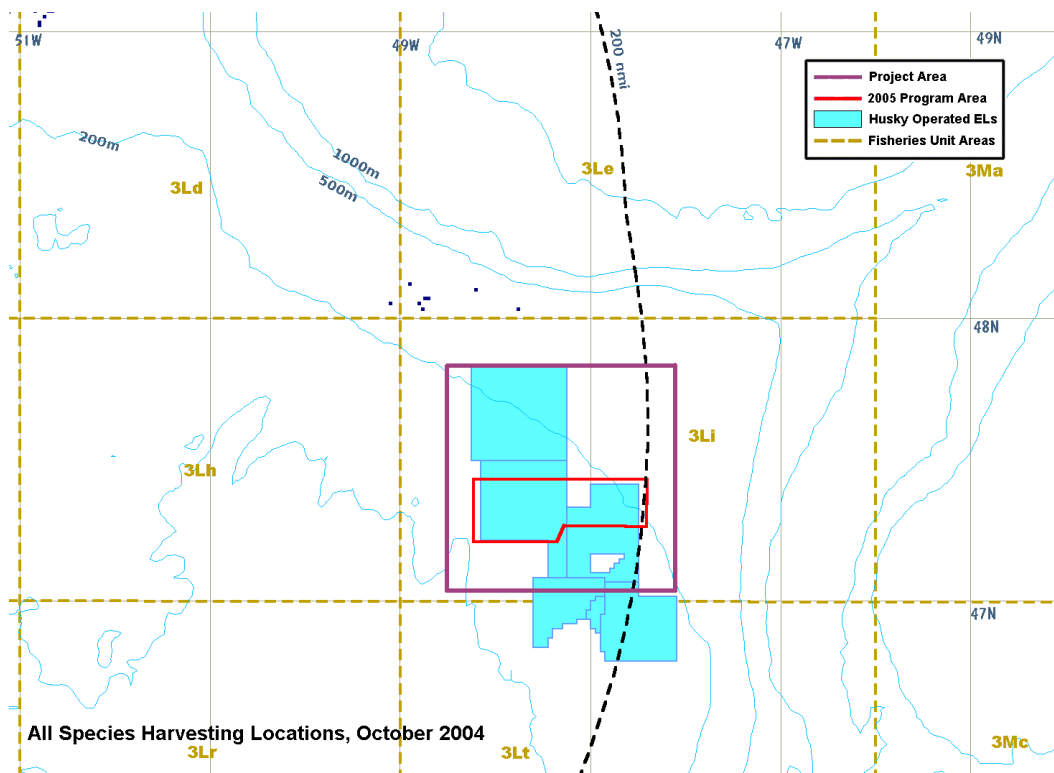 51W
49W
200 nmi
47W
49N
Project Area
2005 Program Area
Husky Operated ELs
Fisheries Unit Areas
200m
1000m
500m
3Ld
3Le
3Ma
48N
3Li
3Lh
47N
All Species Harvesting Locations, October 2004
3Lr
3Lt
3Mc